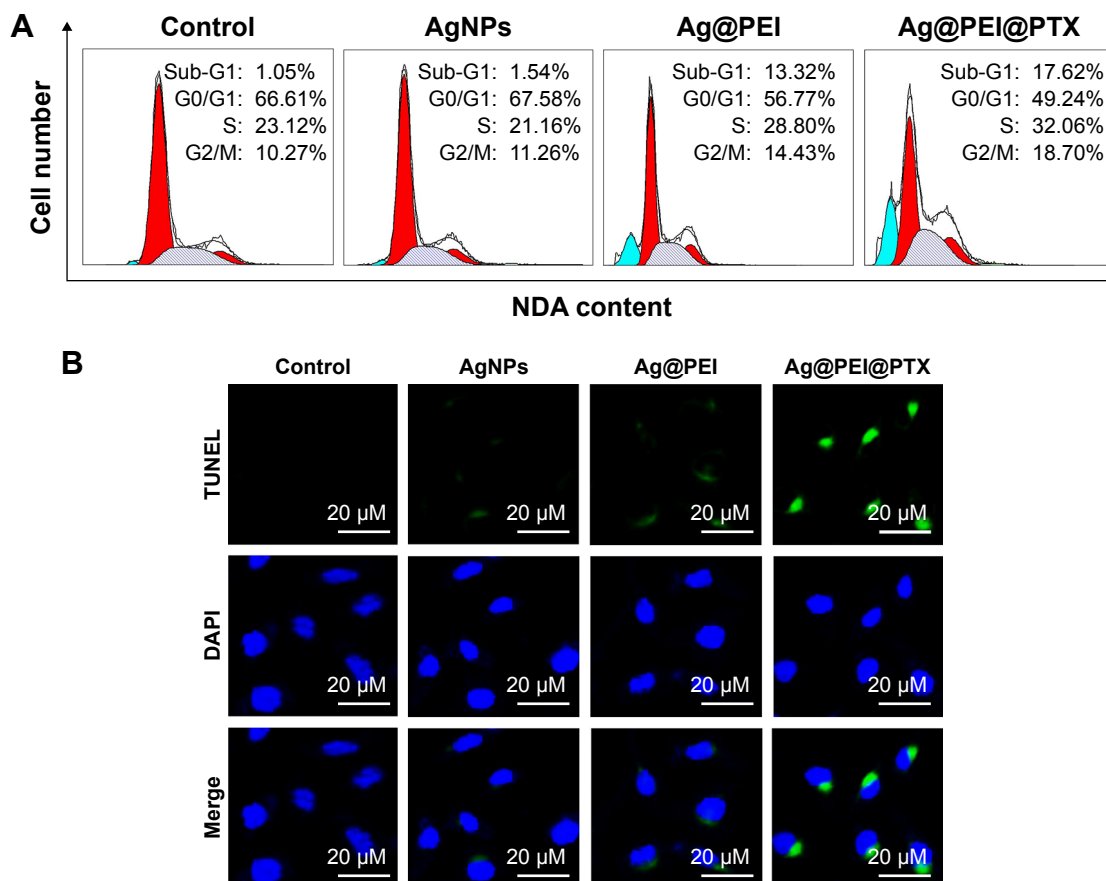 A
Control
AgNPs
Ag@PEI
Ag@PEI@PTX
Cell number
Sub-G1: 1.05%
G0/G1: 66.61%
S: 23.12%
G2/M: 10.27%
Sub-G1: 1.54%
G0/G1: 67.58%
S: 21.16%
G2/M: 11.26%
Sub-G1: 13.32%
G0/G1: 56.77%
S: 28.80%
G2/M: 14.43%
Sub-G1: 17.62%
G0/G1: 49.24%
S: 32.06%
G2/M: 18.70%
NDA content
B
Control
AgNPs
Ag@PEI
Ag@PEI@PTX
TUNEL
20 µM
20 µM
20 µM
20 µM
DAPI
20 µM
20 µM
20 µM
20 µM
Merge
20 µM
20 µM
20 µM
20 µM